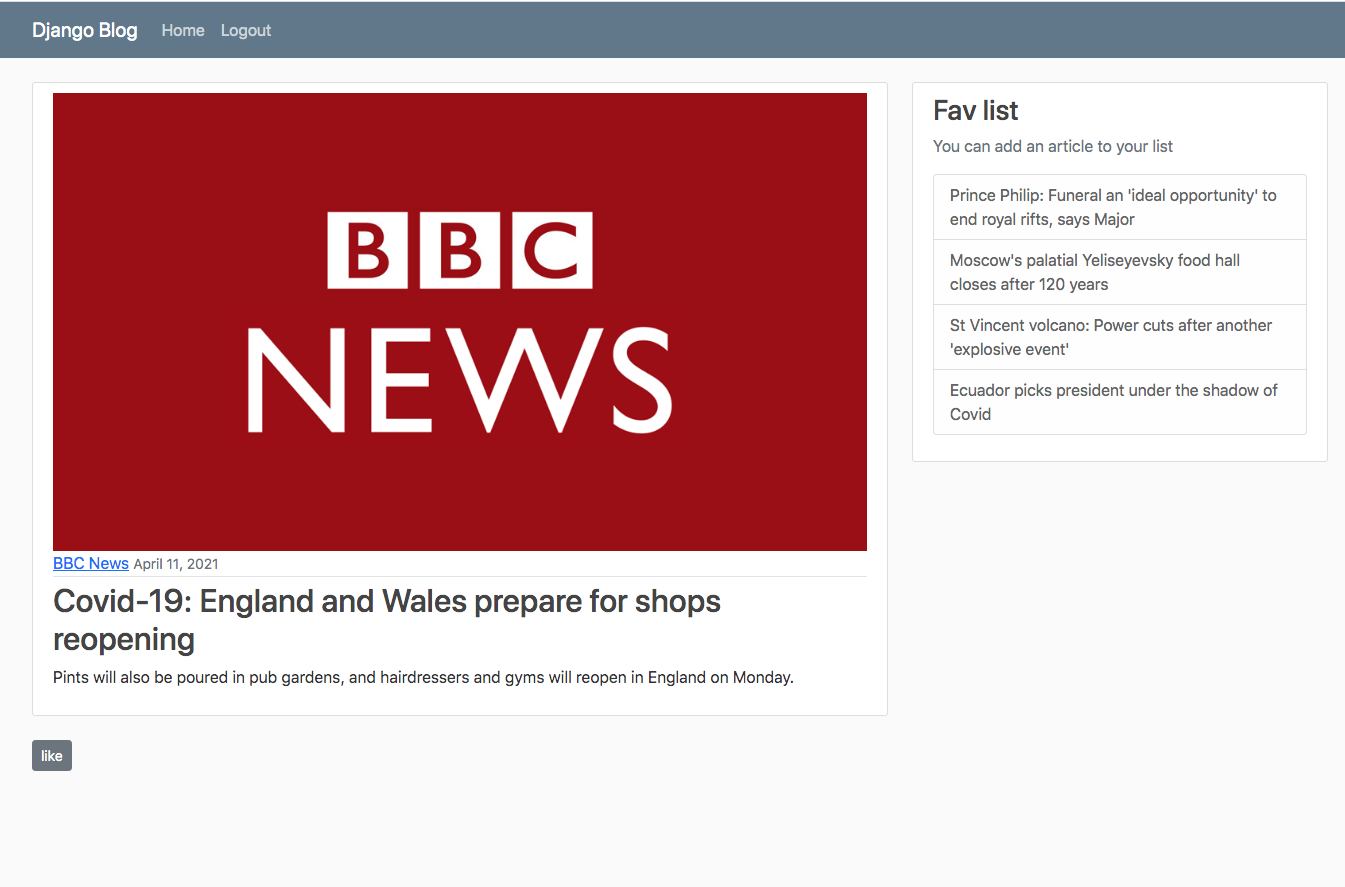 Django Blog Home Logout
BBC
NEWS
BBC News April 11, 2021
Covid-19: England and Wales prepare for shops
reopening
Pints will also be poured in pub gardens, and hairdressers and gyms will reopen in England on Monday.
like
Fav list
You can add an article to your list
Prince Philip: Funeral an 'ideal opportunity' to
end royal rifts, says Major
Moscow's palatial Yeliseyevsky food hall
closes after 120 years
St Vincent volcano: Power cuts after another
'explosive event'
Ecuador picks president under the shadow of
Covid